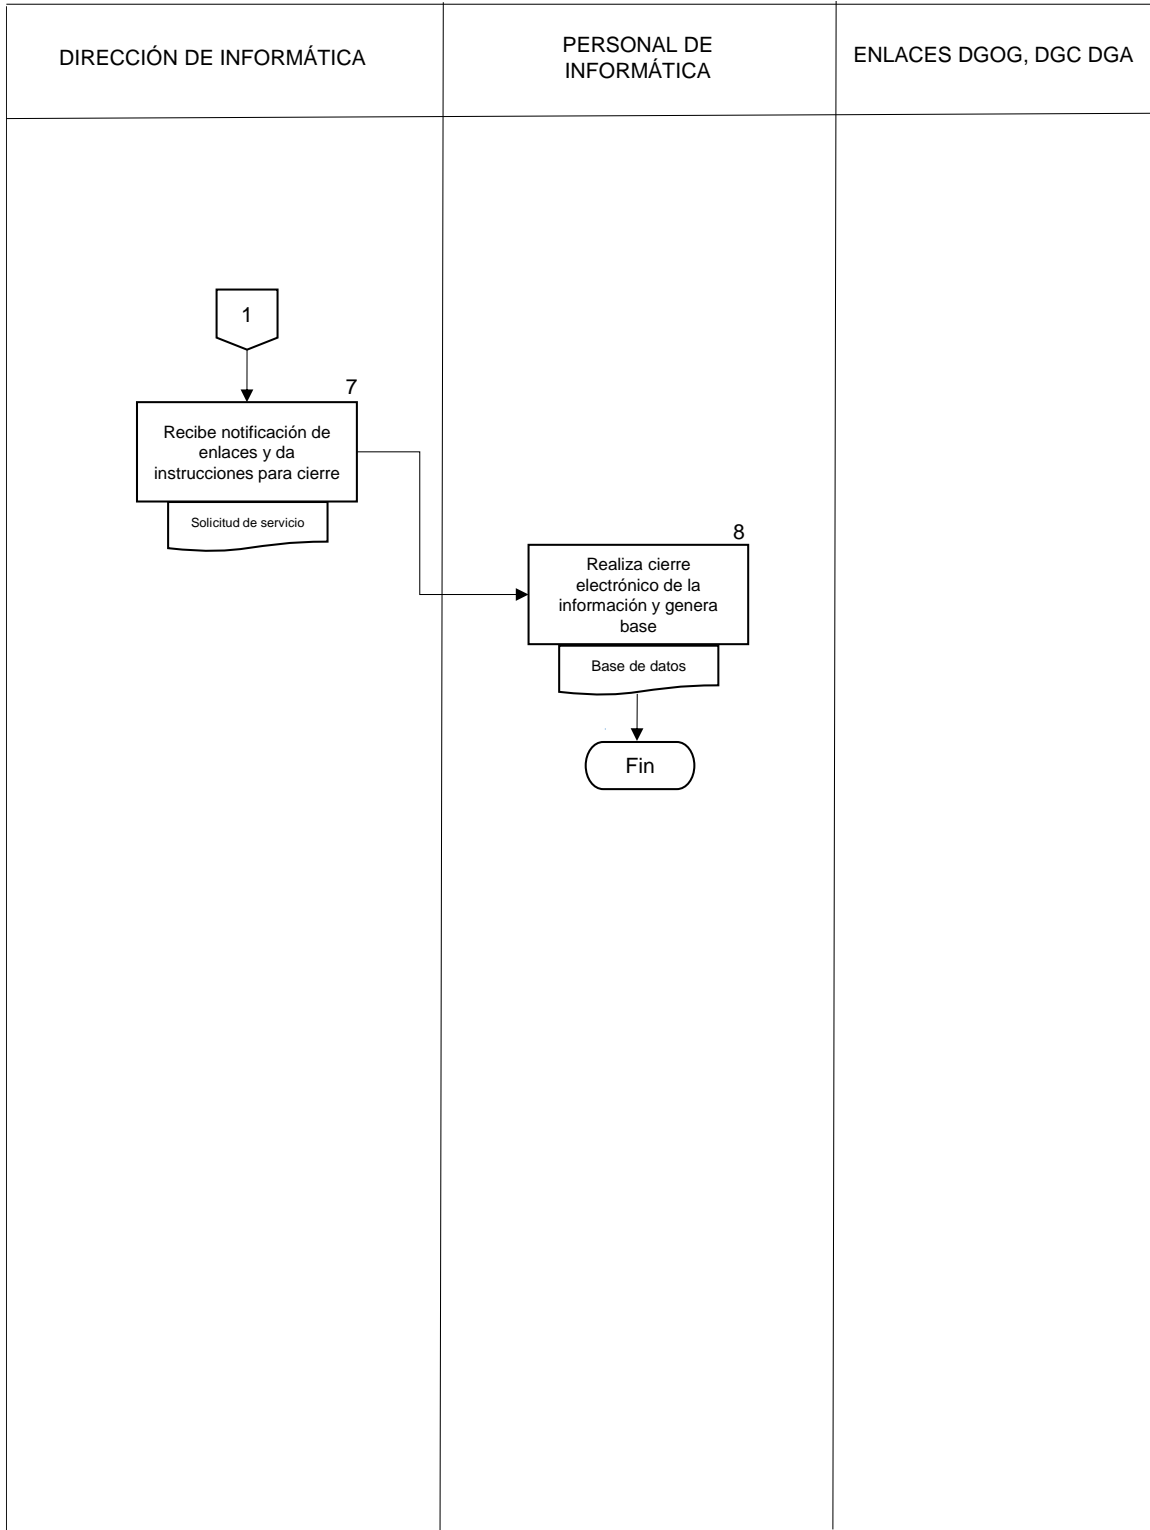 DIRECCIÓN DE INFORMÁTICA
PERSONAL DE
INFORMÁTICA
ENLACES DGOG, DGC DGA
1
7
Recibe notificación de
enlaces y da
instrucciones para cierre
Solicitud de servicio
8
Realiza cierre
electrónico de la
información y genera
base
Base de datos
Fin